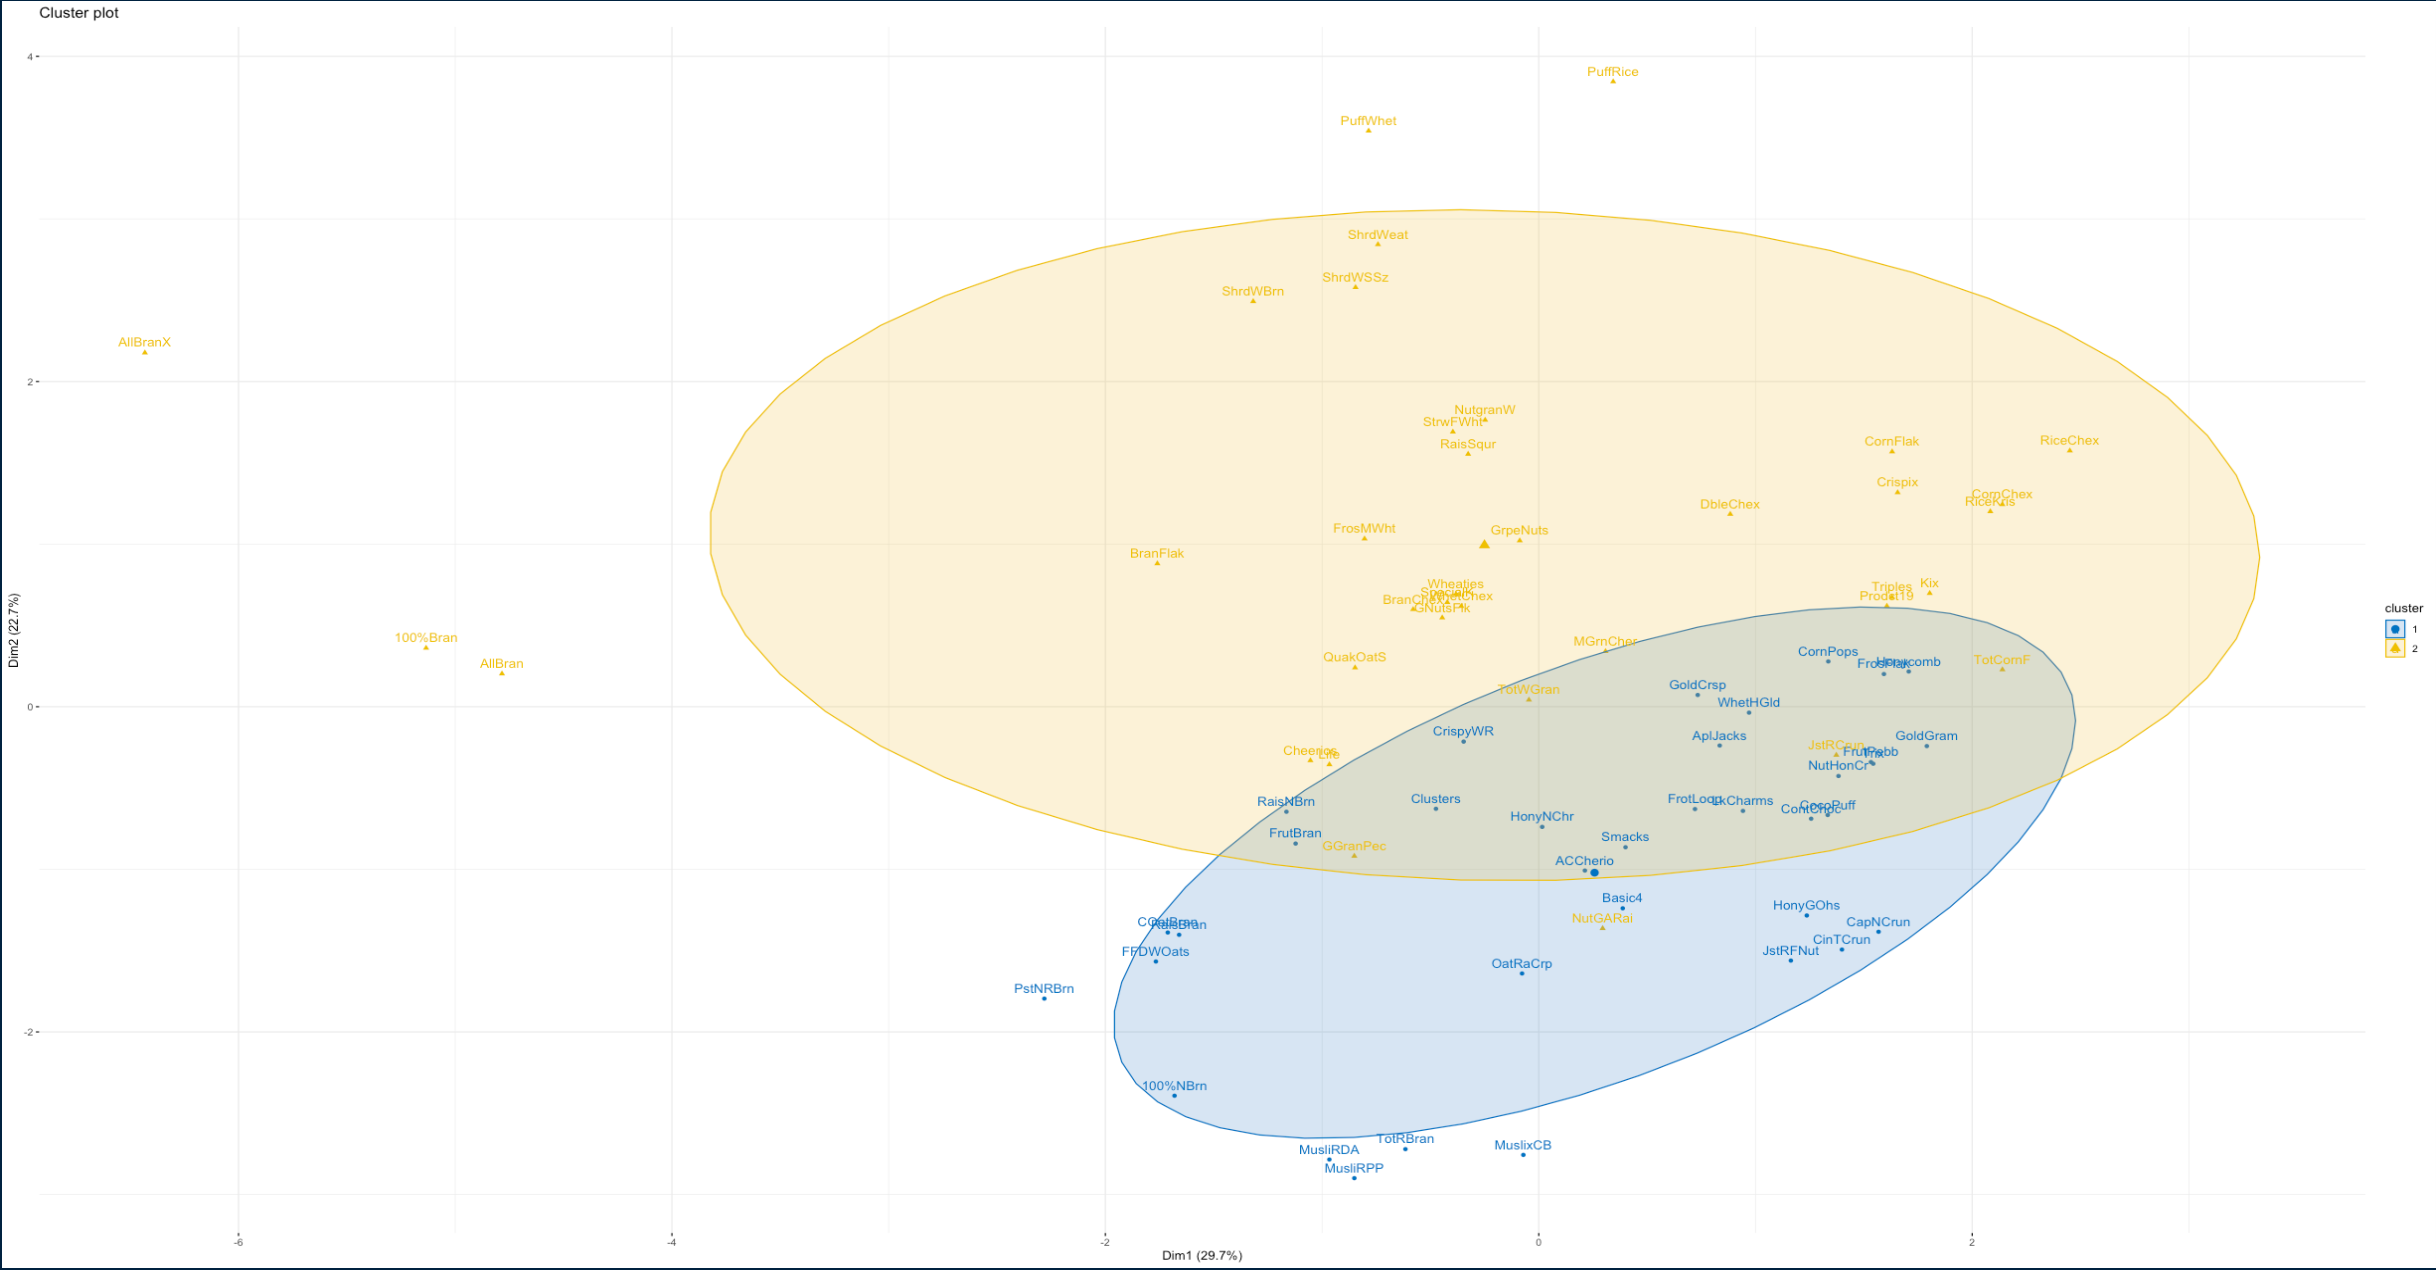 Cluster plot
4
PuffRice
PuffWhet
ShrdWeat
ShrdWSSz
ShrdWBrn
AllBranX
2
NutgranW
StrwFWht
RaisSqur
CornFlak
RiceChex
Crispix
CornChex
RiceKris
DbleChex
FrosMWht
GrpeNuts
BranFlak
Wheaties
SpecialK
WhetChex
BranChex
GNutsFlk
Triples
Kix
Prodct19
100%Bran
AllBran
MGrnCher
QuakOatS
CornPops
FrosFlak
Honycomb
TotCornF
cluster
1
2
Dim2 (22.7%)
GoldCrsp
TotWGran
WhetHGld
0
CrispyWR
AplJacks
GoldGram
Cheerios
Life
JstRCrun
FrutPebb
Trix
NutHonCr
RaisNBrn
Clusters
FrotLoop
LkCharms
CocoPuff
ContChoc
HonyNChr
FrutBran
Smacks
GGranPec
ACCherio
Basic4
HonyGOhs
NutGARai
COatBran
RaisBran
CapNCrun
CinTCrun
FFDWOats
JstRFNut
OatRaCrp
PstNRBrn
-2
100%NBrn
TotRBran
MuslixCB
MusliRDA
MusliRPP
-6
-4
-2
0
2
Dim1 (29.7%)